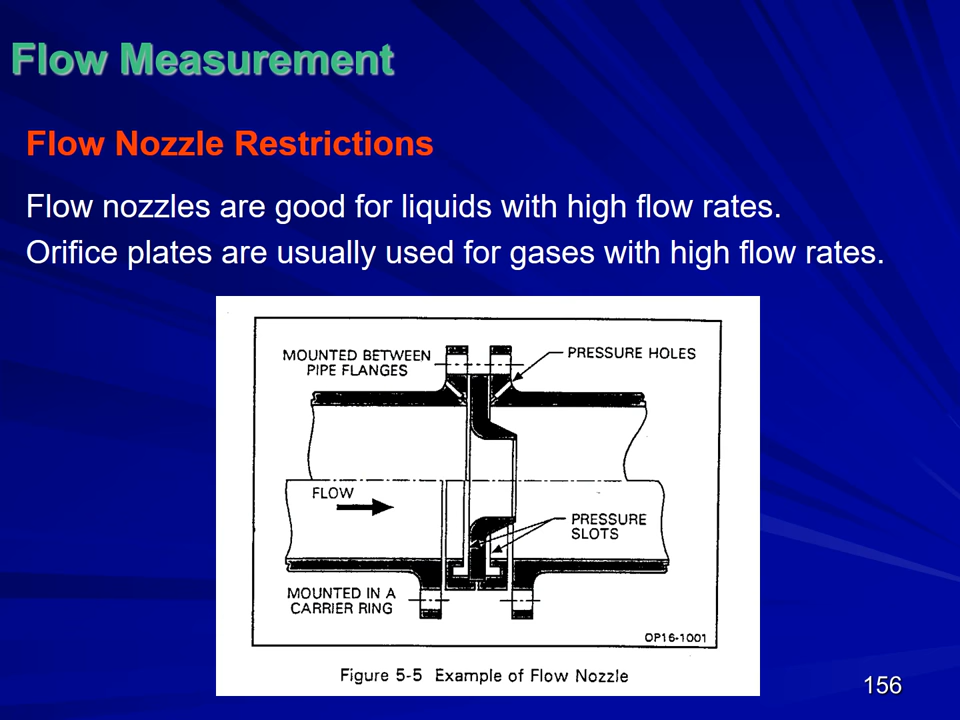 Flow Measurement
Flow Nozzle Restrictions
Flow nozzles are good for liquids with high flow rates.
Orifice plates are usually used for gases with high flow rates.
MOUNTED BETWEEN
PIPE FLANGES
PRESSURE HOLES
FLOW
PRESSURE
SLOTS
MOUNTED IN A
CARRIER RING
OP16-1001
Figure 5-5 Example of Flow Nozzle
156